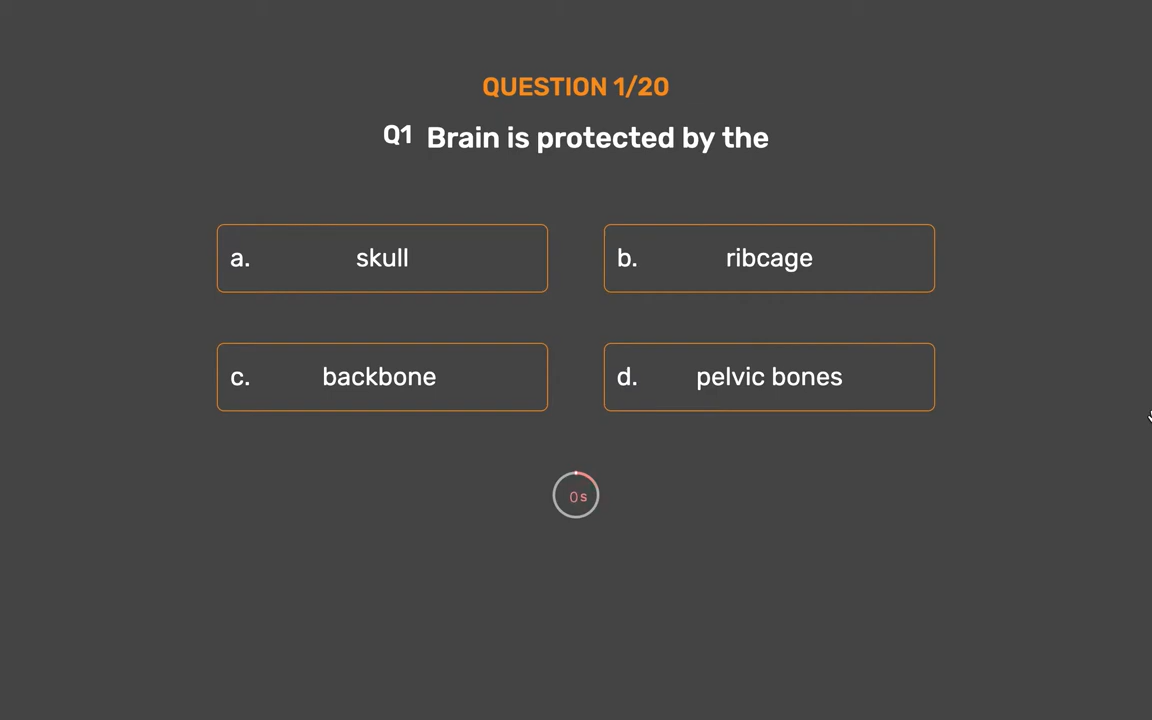 QUESTION 1/20
Q1 Brain is protected by the
a. skull
b. ribcage
c. backbone
d. pelvic bones
0s